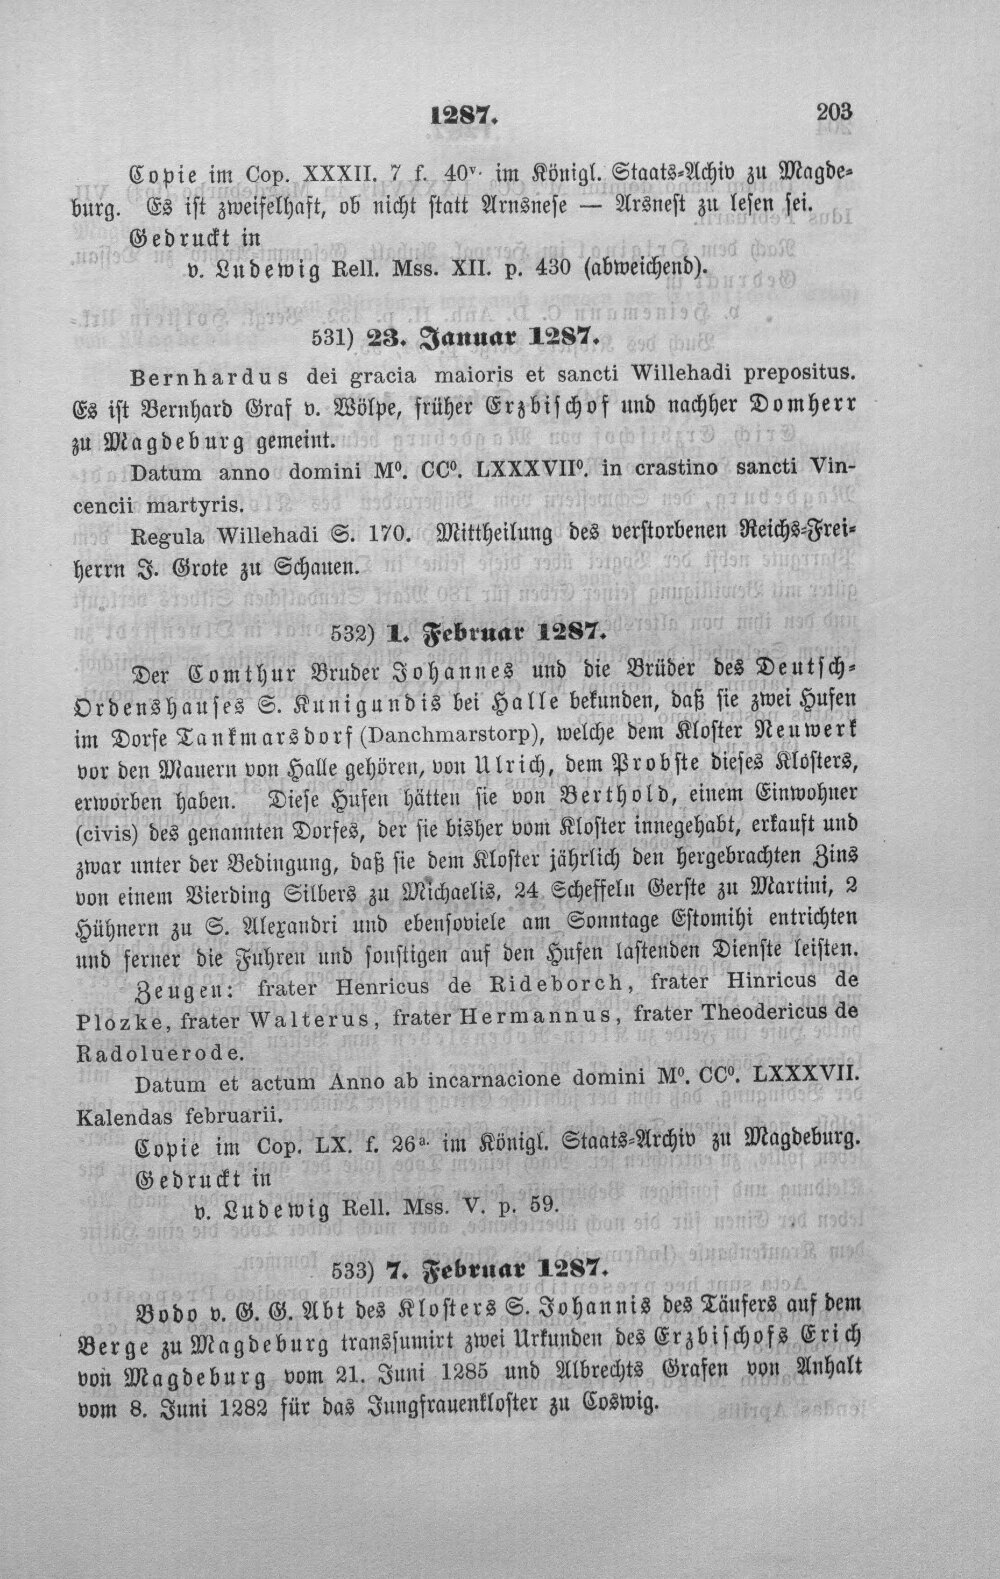 1287.
203
Copie im Cop. XXXII. 7 f. 40v. im Königl. Staats-Achiv zu Magde-
burg. Es ist zweifelhaft, ob nicht statt Arnsnese — Arsnest zu lesen sei.
Gedruckt in
v. Ludewig Rell. Mss. XII. p. 430 (abweichend).
531) 23. Januar 1287.
Bernhardus dei gracia maioris et sancti Willehadi prepositus.
Es ist Bernhard Graf v. Wölpe, früher Erzbischof und nachher Domherr
zu Magdeburg gemeint.
Datum anno domini M⁰. CC⁰. LXXXVII⁰. in crastino sancti Vin-
cencii martyris.
Regula Willehadi S. 170. Mittheilung des verstorbenen Reichs-Frei-
herrn J. Grote zu Schauen.
532) 1. Februar 1287.
Der Comthur Bruder Johannes und die Brüder des Deutsch-
Ordenshauses S. Kunigundis bei Halle bekunden, daß sie zwei Hufen
im Dorfe Tankmarsdorf (Danchmarstorp), welche dem Kloster Neuwerk
vor den Mauern von Halle gehören, von Ulrich, dem Probste dieses Klosters,
erworben haben. Diese Hufen hätten sie von Berthold, einem Einwohner
(civis) des genannten Dorfes, der sie bisher vom Kloster innegehabt, erkauft und
zwar unter der Bedingung, daß sie dem Kloster jährlich den hergebrachten Zins
von einem Vierding Silbers zu Michaelis, 24 Scheffeln Gerste zu Martini, 2
Hühnern zu S. Alexandri und ebensoviele am Sonntage Estomihi entrichten
und ferner die Fuhren und sonstigen auf den Hufen lastenden Dienste leisten.
Zeugen: frater Henricus de Rideborch, frater Hinricus de
Plozke, frater Walterus, frater Hermannus, frater Theodericus de
Radoluerode.
Datum et actum Anno ab incarnacione domini M⁰. CC⁰. LXXXVII.
Kalendas februarii.
Copie im Cop. LX. f. 26a. im Königl. Staats-Archiv zu Magdeburg.
Gedruckt in
v. Ludewig Rell. Mss. V. p. 59.
533) 7. Februar 1287.
Bodo v. G. G. Abt des Klosters S. Johannis des Täufers auf dem
Berge zu Magdeburg transsumirt zwei Urkunden des Erzbischofs Erich
von Magdeburg vom 21. Juni 1285 und Albrechts Grafen von Anhalt
vom 8. Juni 1282 für das Jungfrauenkloster zu Coswig.